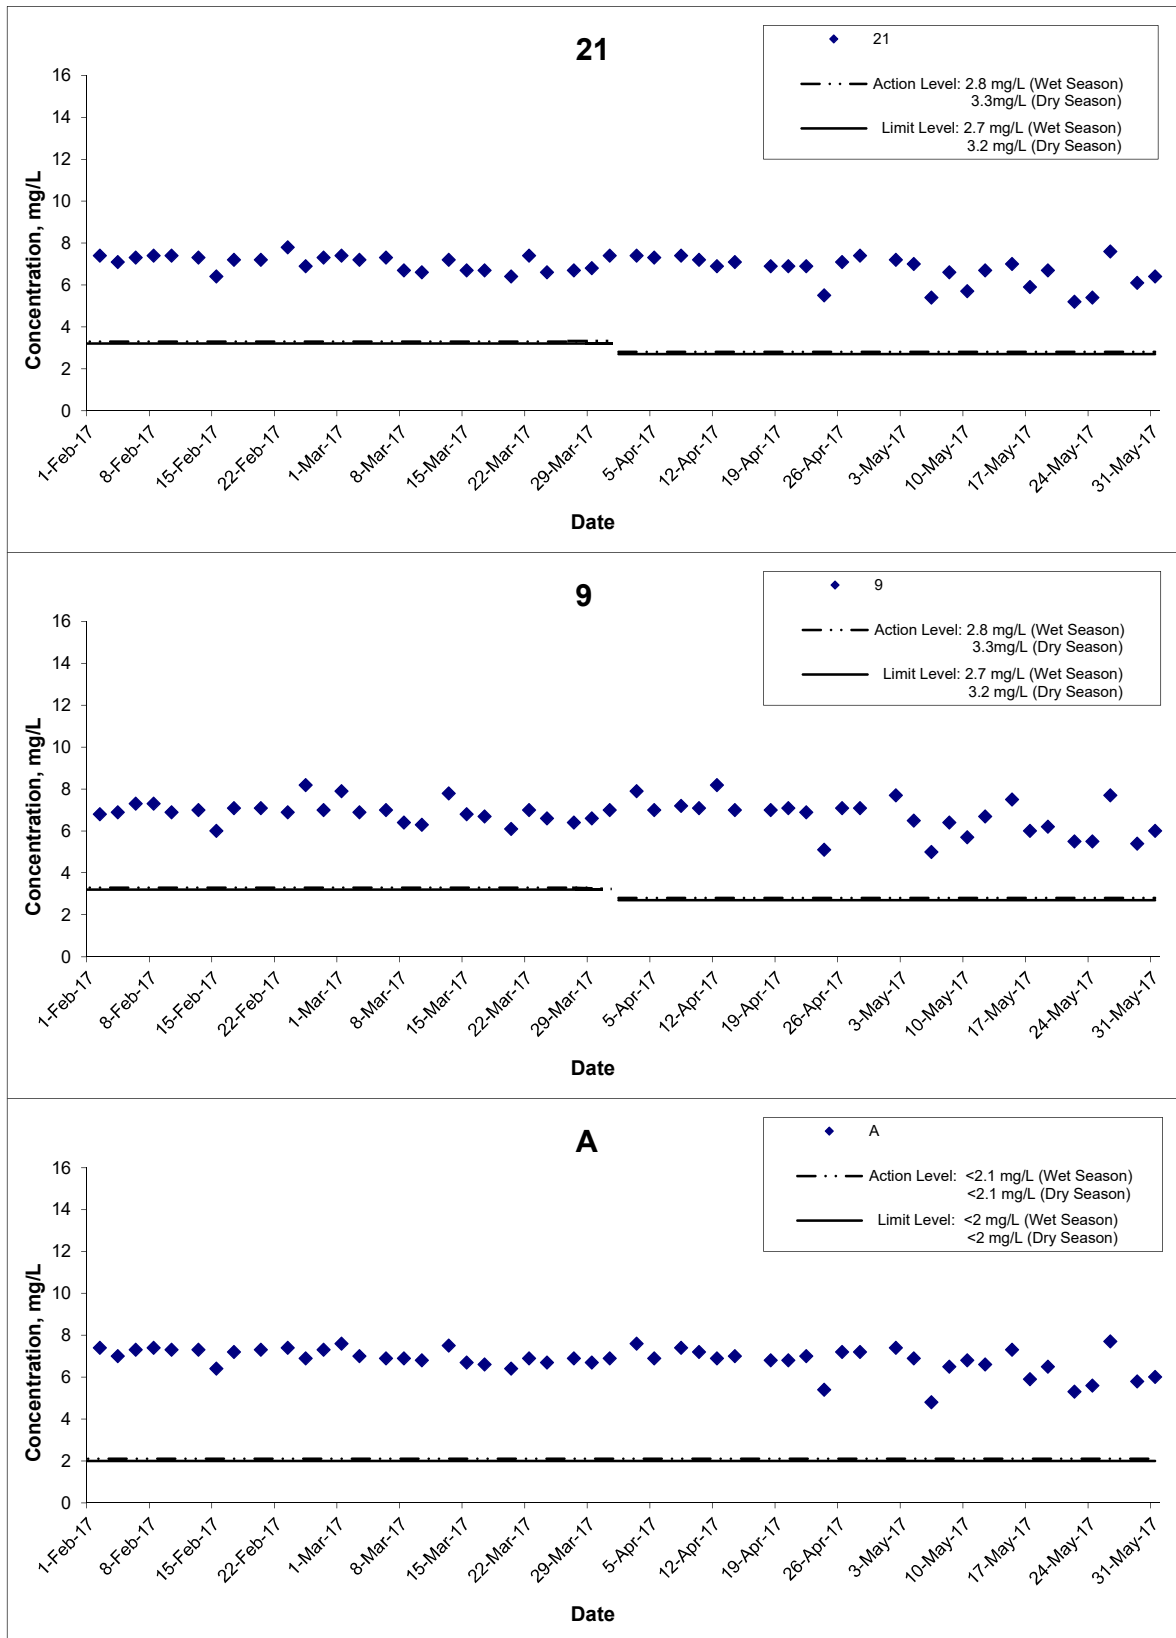 21
21
Action Level: 2.8 mg/L (Wet Season)
3.3mg/L (Dry Season)
Limit Level: 2.7 mg/L (Wet Season)
3.2 mg/L (Dry Season)
Concentration, mg/L
16
14
12
10
8
6
4
2
0
1-Feb-17
8-Feb-17
15-Feb-17
22-Feb-17
1-Mar-17
8-Mar-17
15-Mar-17
22-Mar-17
29-Mar-17
5-Apr-17
12-Apr-17
19-Apr-17
26-Apr-17
3-May-17
10-May-17
17-May-17
24-May-17
31-May-17
Date
9
9
Action Level: 2.8 mg/L (Wet Season)
3.3mg/L (Dry Season)
Limit Level: 2.7 mg/L (Wet Season)
3.2 mg/L (Dry Season)
Concentration, mg/L
16
14
12
10
8
6
4
2
0
1-Feb-17
8-Feb-17
15-Feb-17
22-Feb-17
1-Mar-17
8-Mar-17
15-Mar-17
22-Mar-17
29-Mar-17
5-Apr-17
12-Apr-17
19-Apr-17
26-Apr-17
3-May-17
10-May-17
17-May-17
24-May-17
31-May-17
Date
A
A
Action Level: <2.1 mg/L (Wet Season)
<2.1 mg/L (Dry Season)
Limit Level: <2 mg/L (Wet Season)
<2 mg/L (Dry Season)
Concentration, mg/L
16
14
12
10
8
6
4
2
0
1-Feb-17
8-Feb-17
15-Feb-17
22-Feb-17
1-Mar-17
8-Mar-17
15-Mar-17
22-Mar-17
29-Mar-17
5-Apr-17
12-Apr-17
19-Apr-17
26-Apr-17
3-May-17
10-May-17
17-May-17
24-May-17
31-May-17
Date